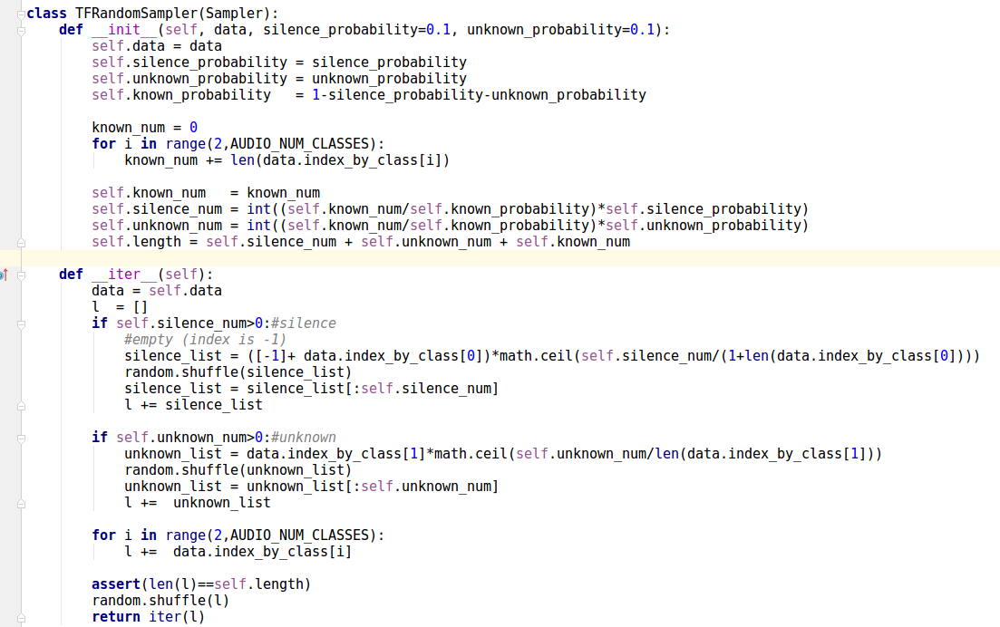 class TFRandomSampler(Sampler):
    def __init__(self, data, silence_probability=0.1, unknown_probability=0.1):
        self.data = data
        self.silence_probability = silence_probability
        self.unknown_probability = unknown_probability
        self.known_probability   = 1-silence_probability-unknown_probability

        known_num = 0
        for i in range(2,AUDIO_NUM_CLASSES):
            known_num += len(data.index_by_class[i])

        self.known_num   = known_num
        self.silence_num = int((self.known_num/self.known_probability)*self.silence_probability)
        self.unknown_num = int((self.known_num/self.known_probability)*self.unknown_probability)
        self.length = self.silence_num + self.unknown_num + self.known_num

    def __iter__(self):
        data = self.data
        l  = []
        if self.silence_num>0:#silence
            #empty (index is -1)
            silence_list = ([-1]+ data.index_by_class[0])*math.ceil(self.silence_num/(1+len(data.index_by_class[0])))
            random.shuffle(silence_list)
            silence_list = silence_list[:self.silence_num]
            l += silence_list

        if self.unknown_num>0:#unknown
            unknown_list = data.index_by_class[1]*math.ceil(self.unknown_num/len(data.index_by_class[1]))
            random.shuffle(unknown_list)
            unknown_list = unknown_list[:self.unknown_num]
            l +=  unknown_list

        for i in range(2,AUDIO_NUM_CLASSES):
            l +=  data.index_by_class[i]

        assert(len(l)==self.length)
        random.shuffle(l)
        return iter(l)